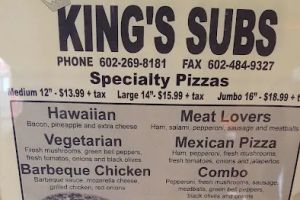 KING'S SUBS
PHONE 602-269-8181 FAX 602-484-9327
Specialty Pizzas
Medium 12" - $13.99 + tax Large 14" - $15.99 + tax Jumbo 16" - $18.99 +
Hawaiian
Bacon, pineapple and extra cheese
Meat Lovers
Ham, salami, pepperoni, sausage and meatballs
Vegetarian
Fresh mushrooms, green bell peppers,
fresh tomatoes, onions and black olives
Mexican Pizza
Ham, pepperoni, fresh mushrooms,
fresh tomatoes, onions and jalapeños
Barbeque Chicken
Barbeque sauce, mozarella cheese,
grilled chicken, red onions
Combo
Pepperoni, fresh mushrooms, sausage,
meatballs, green bell peppers,
onions and black olives